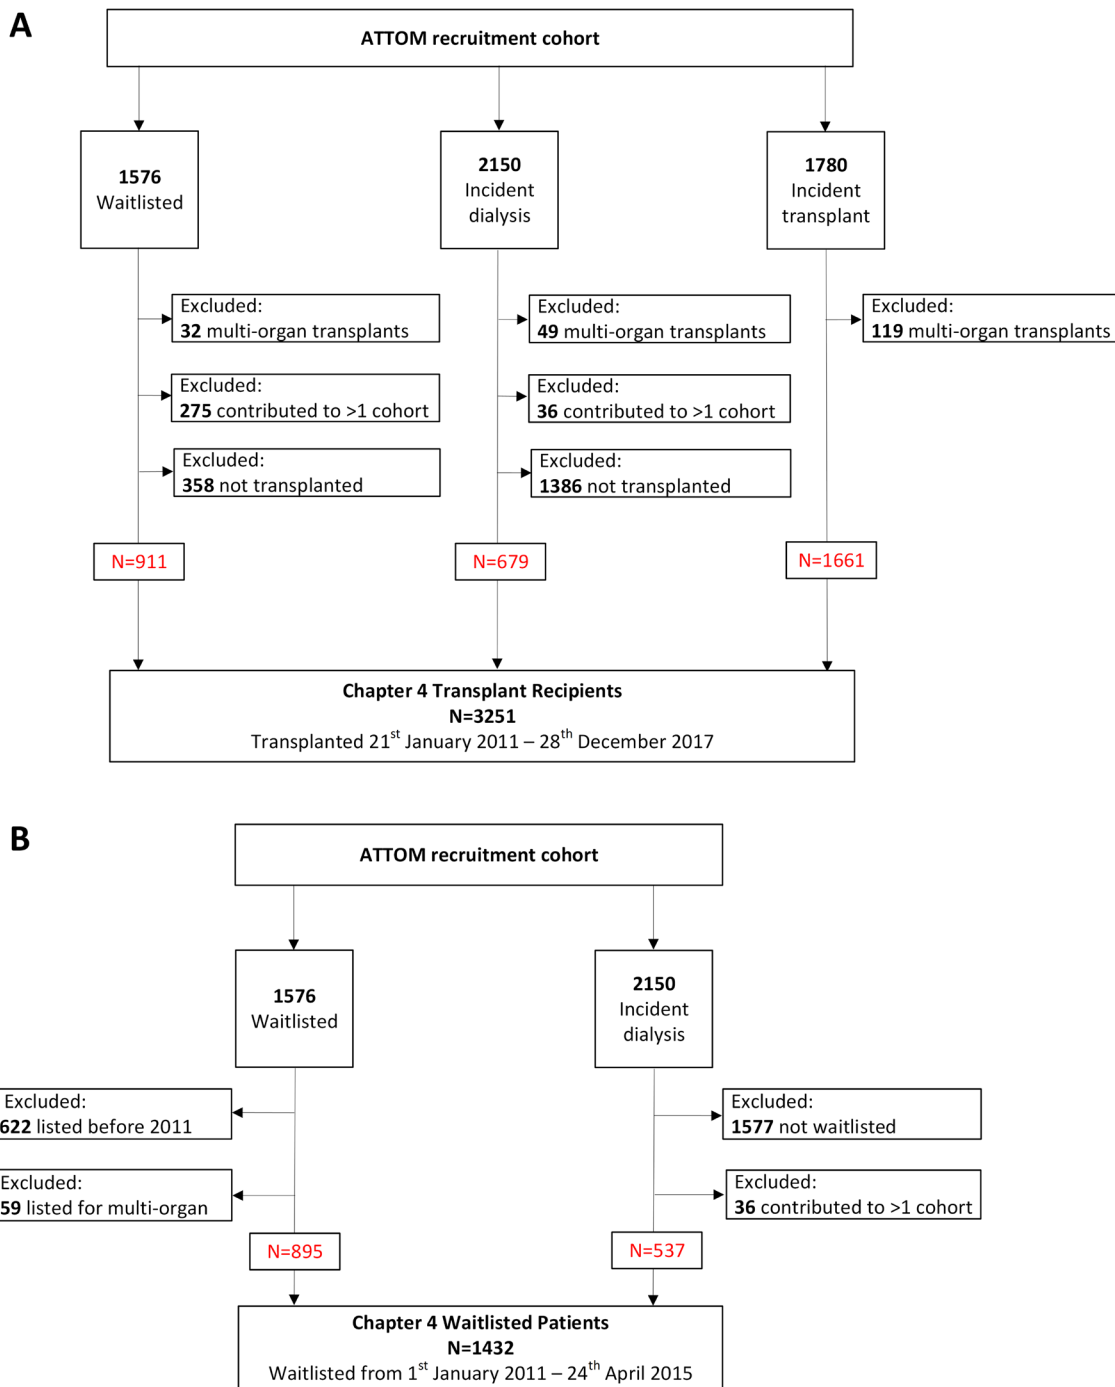 A
ATTOM recruitment cohort
1576
Waitlisted
2150
Incident
dialysis
1780
Incident
transplant
Excluded:
32 multi-organ transplants
Excluded:
49 multi-organ transplants
Excluded:
119 multi-organ transplants
Excluded:
275 contributed to >1 cohort
Excluded:
36 contributed to >1 cohort
Excluded:
358 not transplanted
Excluded:
1386 not transplanted
N=911
N=679
N=1661
Chapter 4 Transplant Recipients
N=3251
Transplanted 21st January 2011 – 28th December 2017
B
ATTOM recruitment cohort
1576
Waitlisted
2150
Incident
dialysis
Excluded:
622 listed before 2011
Excluded:
1577 not waitlisted
Excluded:
59 listed for multi-organ
Excluded:
36 contributed to >1 cohort
N=895
N=537
Chapter 4 Waitlisted Patients
N=1432
Waitlisted from 1st January 2011 – 24th April 2015